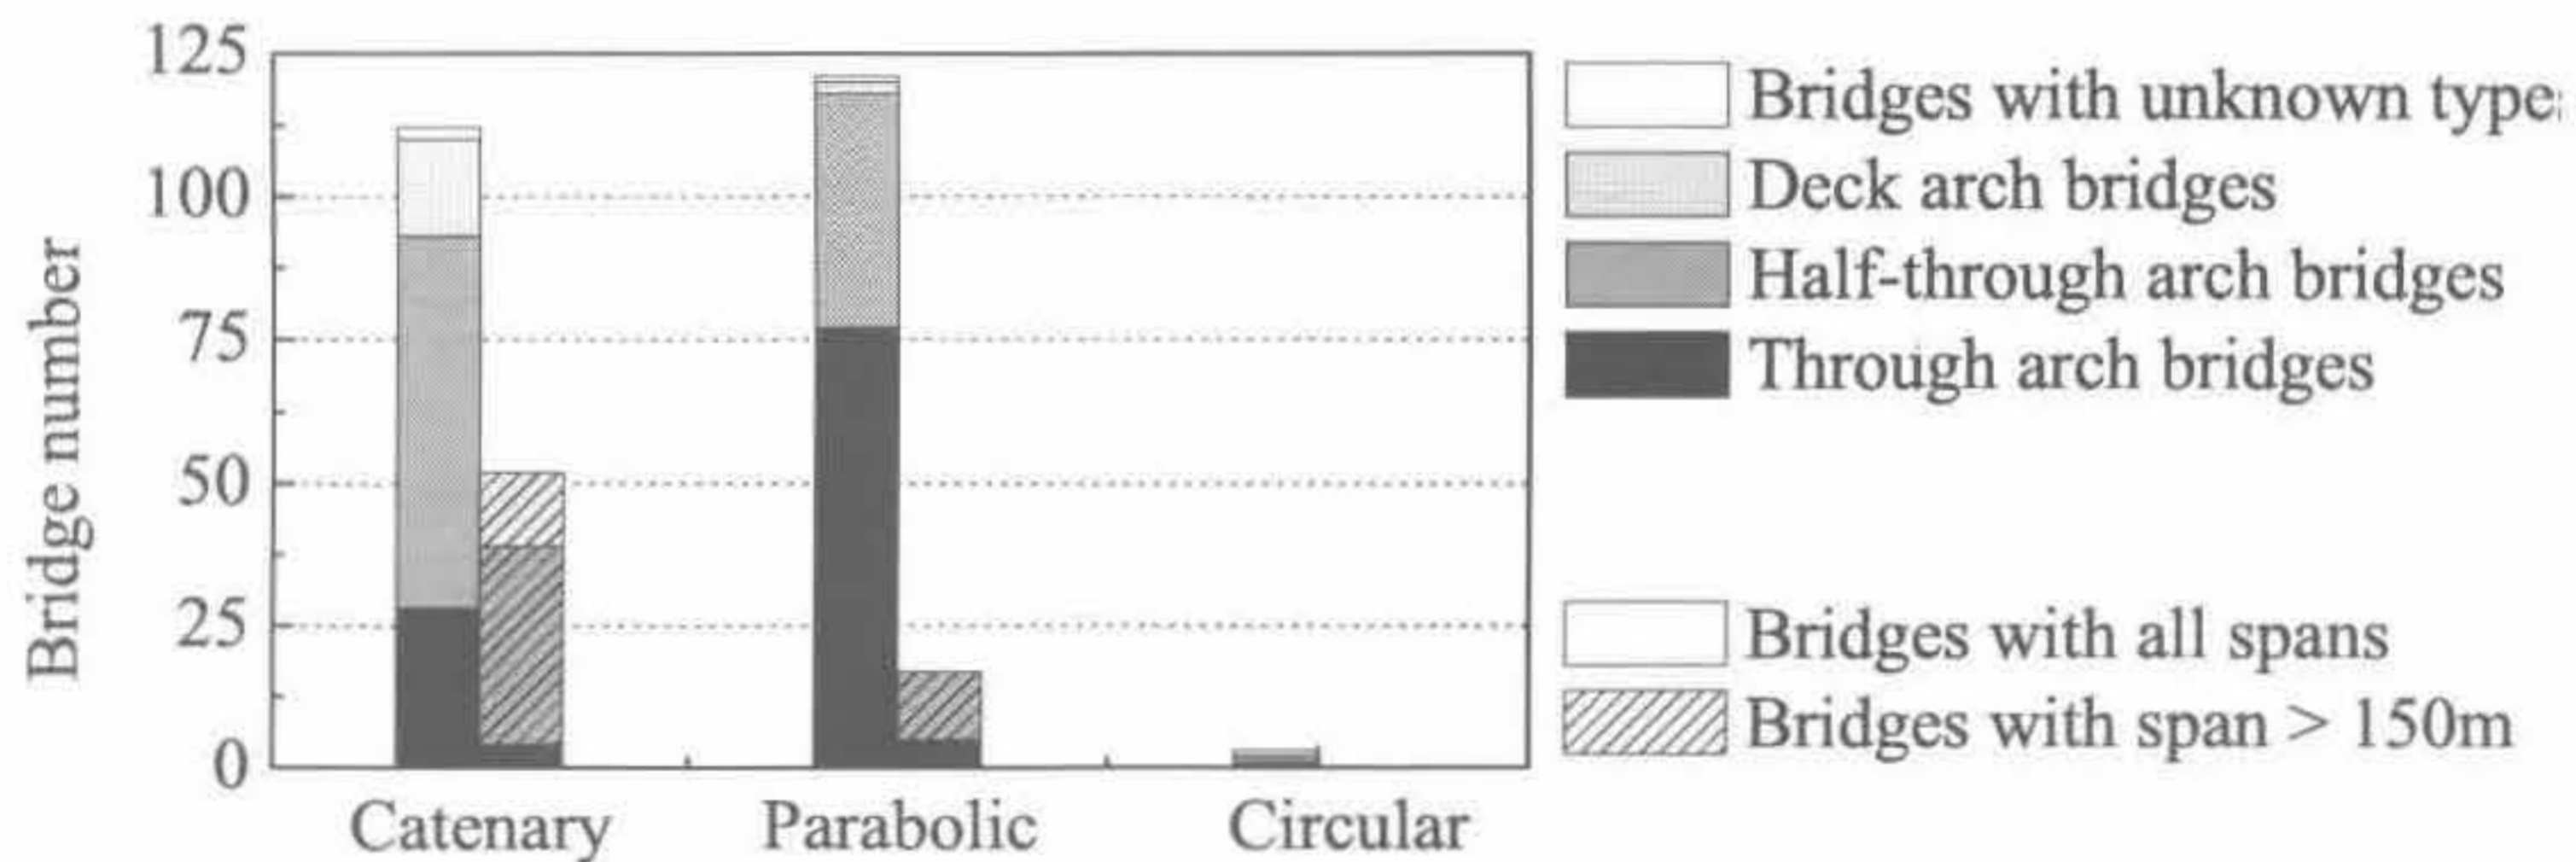 125
100
75
50
25
0
Bridge number
Catenary
Parabolic
Circular
Bridges with unknown type
Deck arch bridges
Half-through arch bridges
Through arch bridges
Bridges with all spans
Bridges with span > 150m